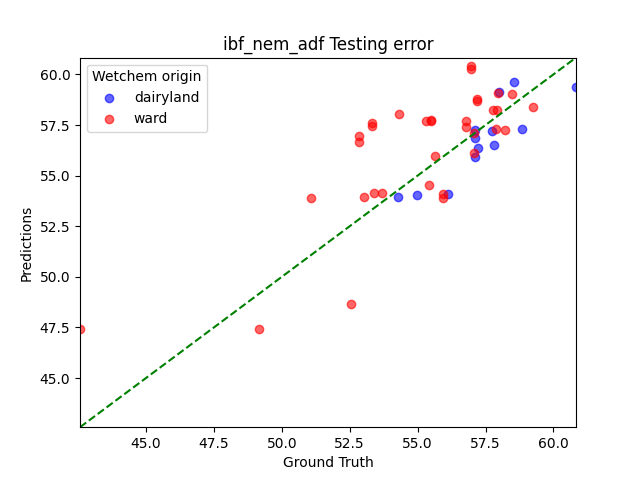 ibf_nem_adf Testing error
Wetchem origin
dairyland
ward
60.0
57.5
55.0
52.5
50.0
47.5
45.0
Predictions
45.0 47.5 50.0 52.5 55.0 57.5 60.0
Ground Truth